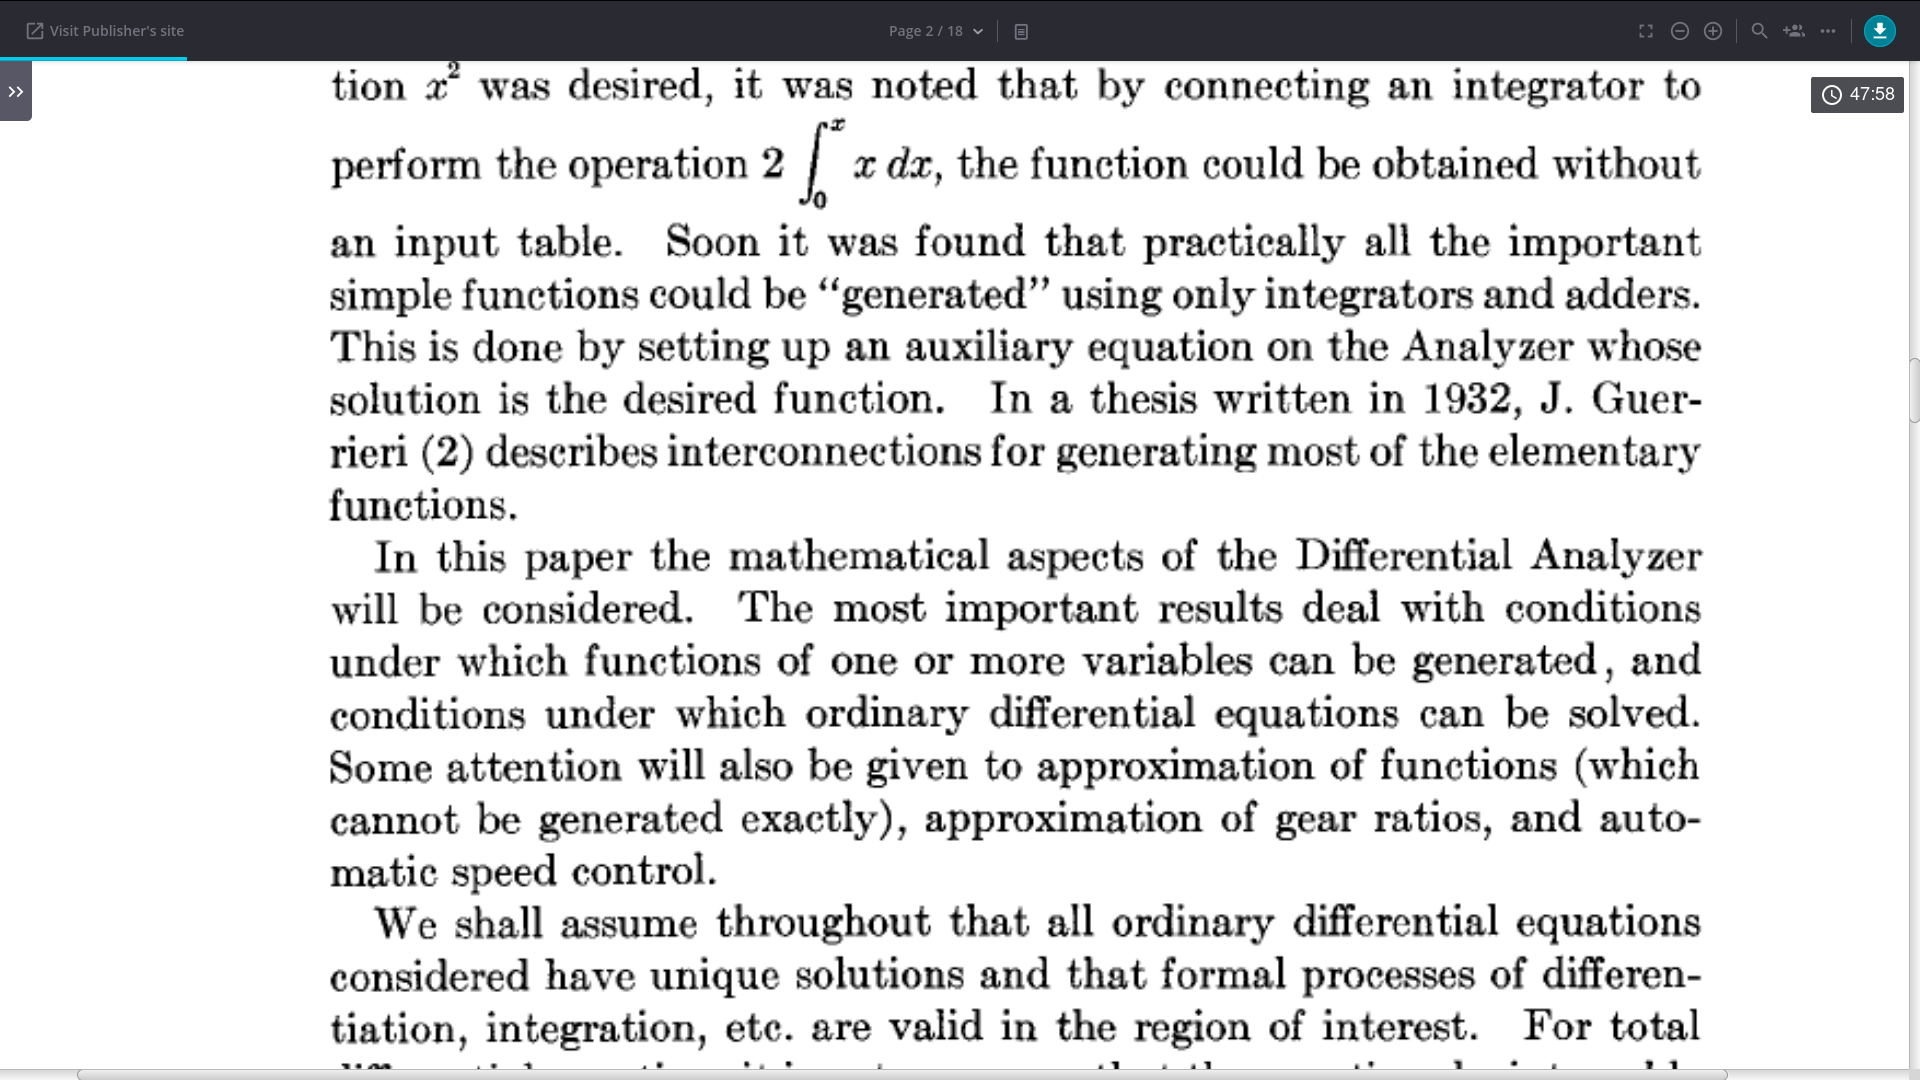 Visit Publisher's site
Page 2 / 18
47:58
tion x² was desired, it was noted that by connecting an integrator to
perform the operation 2 ∫₀ˣ x dx, the function could be obtained without
an input table. Soon it was found that practically all the important
simple functions could be “generated” using only integrators and adders.
This is done by setting up an auxiliary equation on the Analyzer whose
solution is the desired function. In a thesis written in 1932, J. Guer-
rieri (2) describes interconnections for generating most of the elementary
functions.
In this paper the mathematical aspects of the Differential Analyzer
will be considered. The most important results deal with conditions
under which functions of one or more variables can be generated, and
conditions under which ordinary differential equations can be solved.
Some attention will also be given to approximation of functions (which
cannot be generated exactly), approximation of gear ratios, and auto-
matic speed control.
We shall assume throughout that all ordinary differential equations
considered have unique solutions and that formal processes of differen-
tiation, integration, etc. are valid in the region of interest. For total